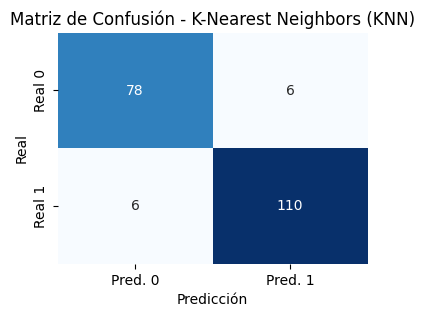 Matriz de Confusión - K-Nearest Neighbors (KNN)
Real
Real 0
78
6
Real 1
6
110
Pred. 0
Pred. 1
Predicción